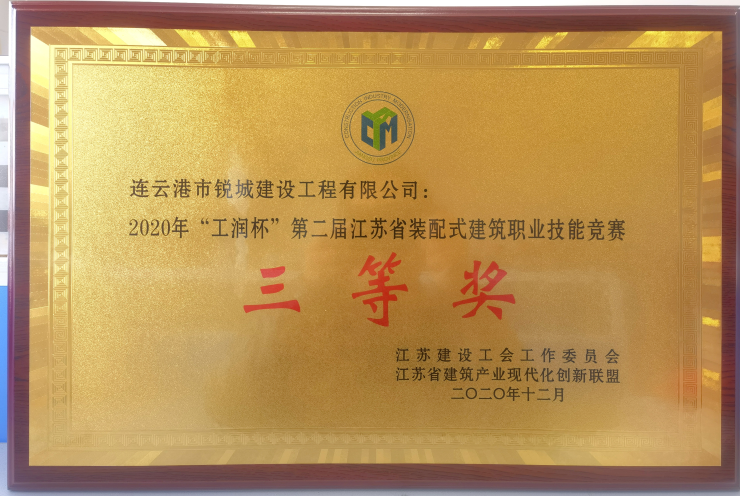 CONSTRUCTION INDUSTRY MODERNIZATION
连云港市锐城建设工程有限公司：
2020年“工润杯”第二届江苏省装配式建筑职业技能竞赛
三等奖
江苏建设工会工作委员会
江苏省建筑产业现代化创新联盟
二〇二〇年十二月